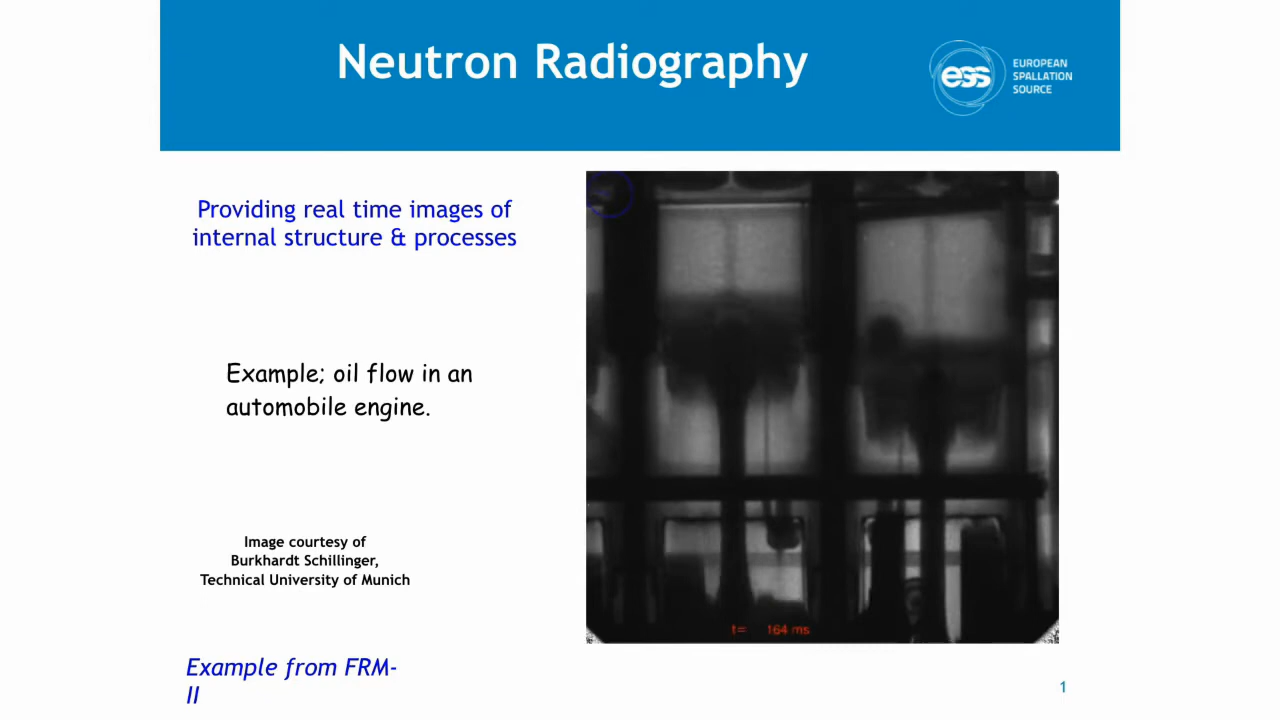 Neutron Radiography
ess
EUROPEAN
SPALLATION
SOURCE
Providing real time images of
internal structure & processes
Example; oil flow in an
automobile engine.
Image courtesy of
Burkhardt Schillinger,
Technical University of Munich
t= 164 ms
Example from FRM-
II
1